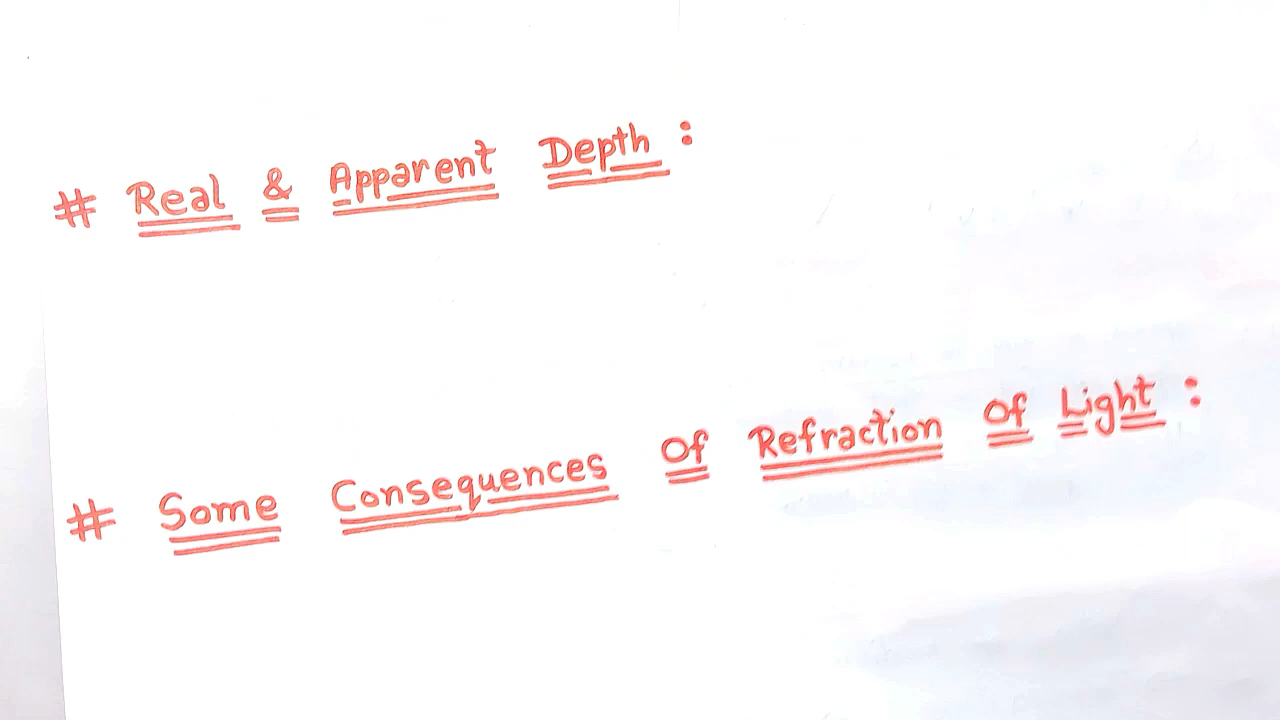 # Real & Apparent Depth :
# Some Consequences Of Refraction Of Light :